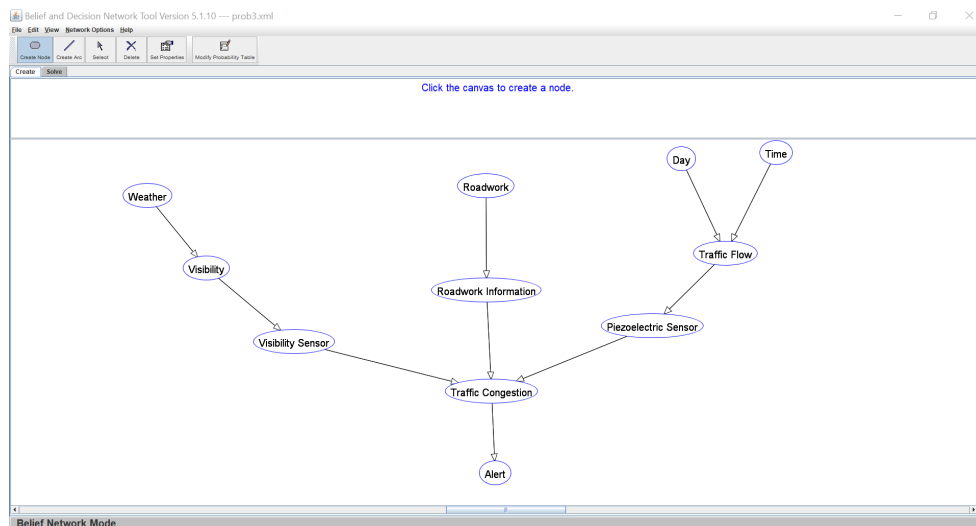 Belief and Decision Network Tool Version 5.1.10 --- prob3.xml
File Edit View Network Options Help
Create Node Create Arc Select Delete Set Properties Modify Probability Table
Create Solve
Click the canvas to create a node.
Time
Day
Roadwork
Weather
Traffic Flow
Visibility
Roadwork Information
Piezoelectric Sensor
Visibility Sensor
Traffic Congestion
Alert
Belief Network Mode